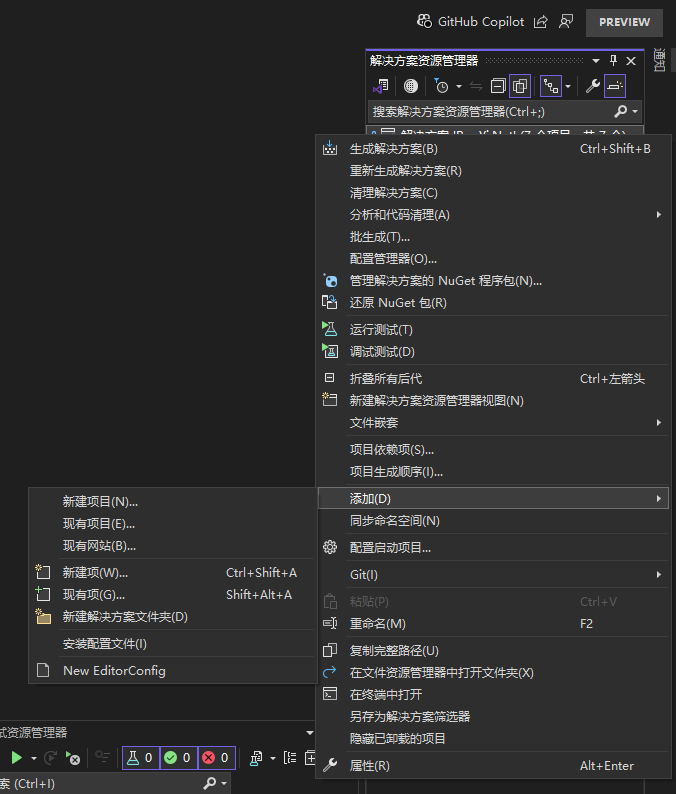 GitHub Copilot
PREVIEW
解决方案资源管理器
通知
搜索解决方案资源管理器(Ctrl+;)
生成解决方案(B) Ctrl+Shift+B
重新生成解决方案(R)
清理解决方案(C)
分析和代码清理(A)
批生成(T)...
配置管理器(O)...
管理解决方案的 NuGet 程序包(N)...
还原 NuGet 包(R)
运行测试(T)
调试测试(D)
折叠所有后代 Ctrl+左箭头
新建解决方案资源管理器视图(N)
文件嵌套
项目依赖项(S)...
项目生成顺序(I)...
添加(D)
同步命名空间(N)
配置启动项目...
Git(I)
粘贴(P) Ctrl+V
重命名(M) F2
复制完整路径(U)
在文件资源管理器中打开文件夹(X)
在终端中打开
另存为解决方案筛选器
隐藏已卸载的项目
属性(R) Alt+Enter
新建项目(N)...
现有项目(E)...
现有网站(B)...
新建项(W)... Ctrl+Shift+A
现有项(G)... Shift+Alt+A
新建解决方案文件夹(D)
安装配置文件(I)
New EditorConfig
试资源管理器
0 0 0
索 (Ctrl+I)